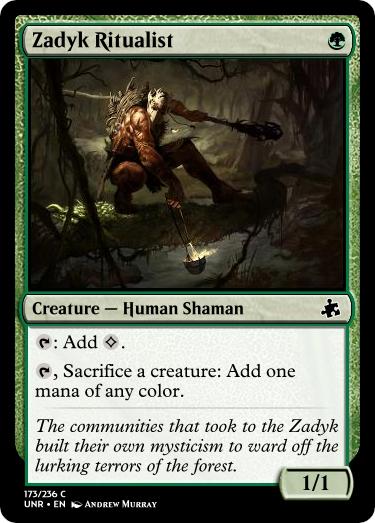 Zadyk Ritualist
Creature — Human Shaman
: Add .
, Sacrifice a creature: Add one
mana of any color.
The communities that took to the Zadyk
built their own mysticism to ward off the
lurking terrors of the forest.
1/1
173/236 C
UNR • EN Andrew Murray